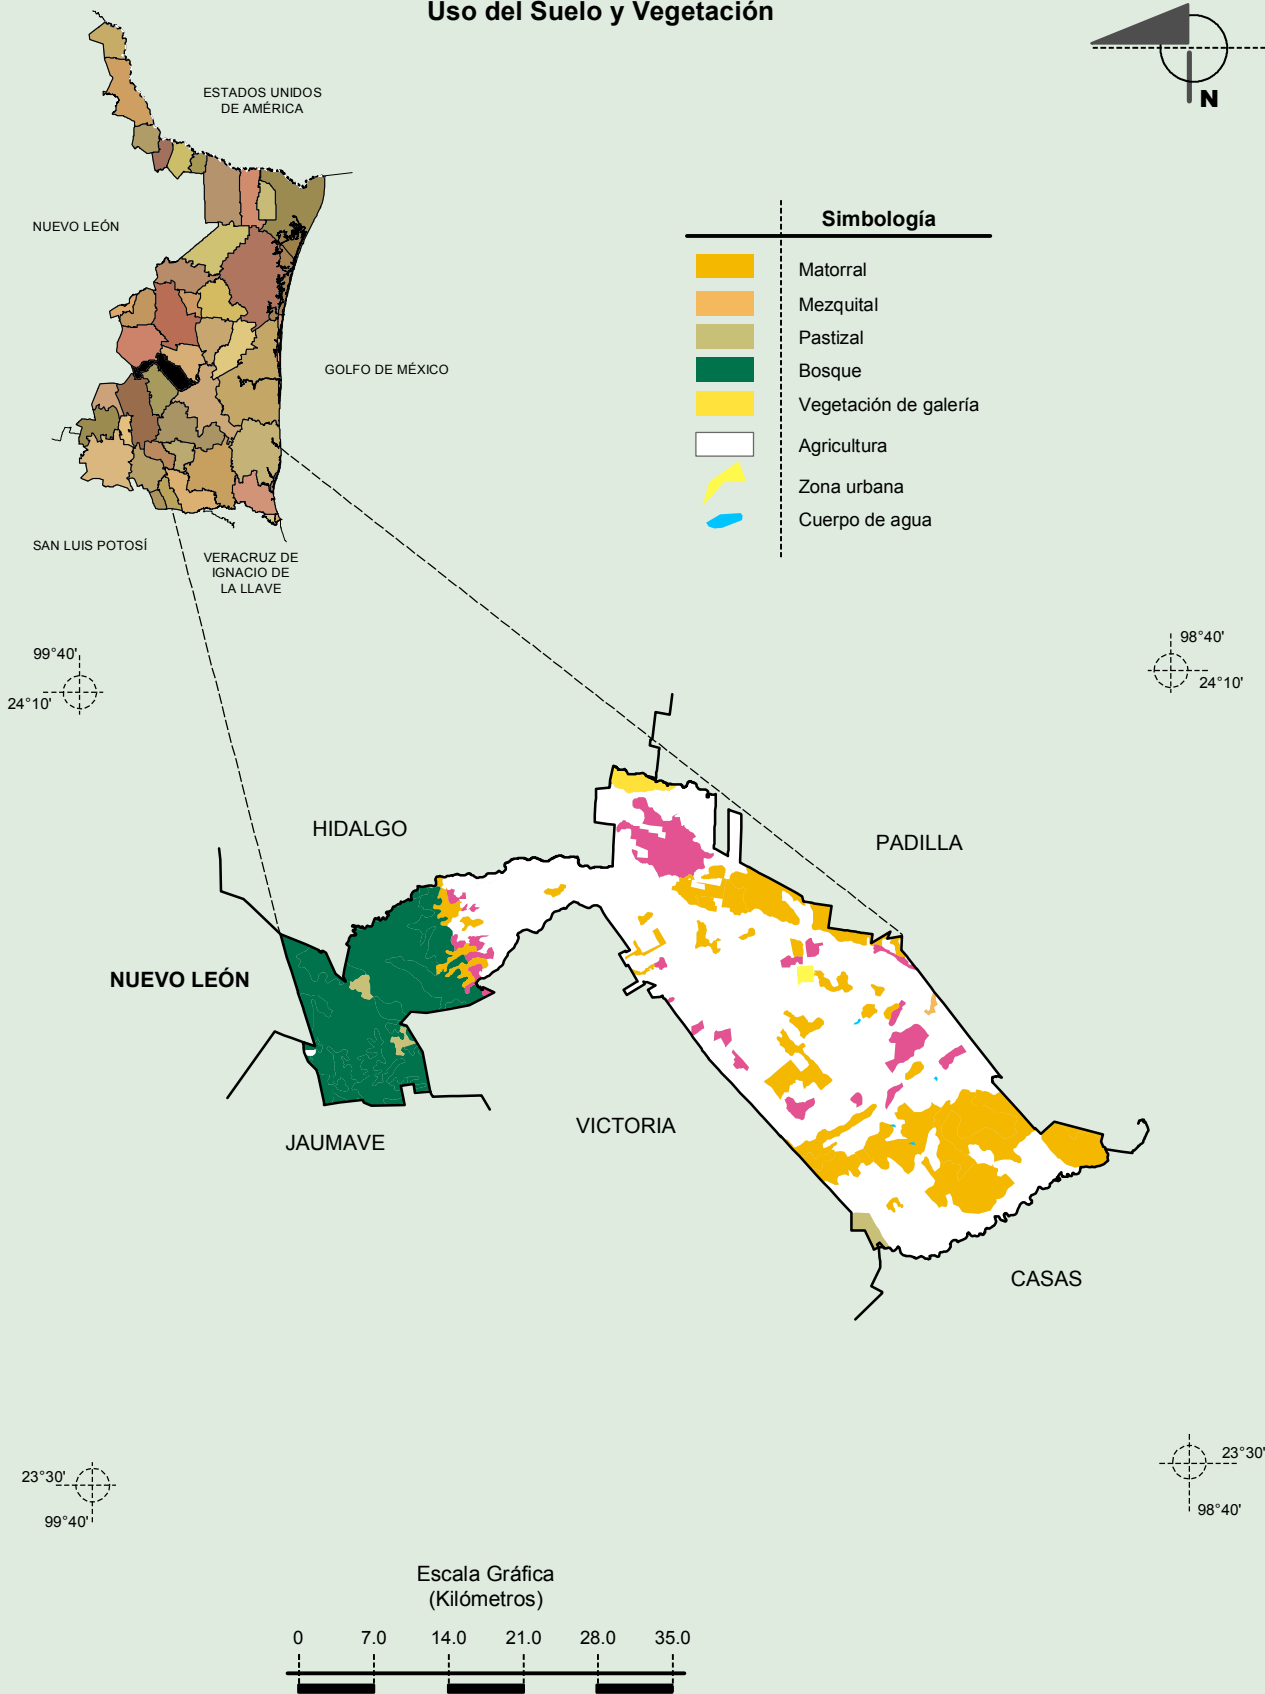 Uso del Suelo y Vegetación
N
ESTADOS UNIDOS
DE AMÉRICA
NUEVO LEÓN
GOLFO DE MÉXICO
SAN LUIS POTOSÍ
VERACRUZ DE
IGNACIO DE
LA LLAVE
Simbología
Matorral
Mezquital
Pastizal
Bosque
Vegetación de galería
Agricultura
Zona urbana
Cuerpo de agua
99°40'
24°10'
98°40'
24°10'
HIDALGO
PADILLA
NUEVO LEÓN
JAUMAVE
VICTORIA
CASAS
23°30'
99°40'
23°30'
98°40'
Escala Gráfica
(Kilómetros)
0 7.0 14.0 21.0 28.0 35.0